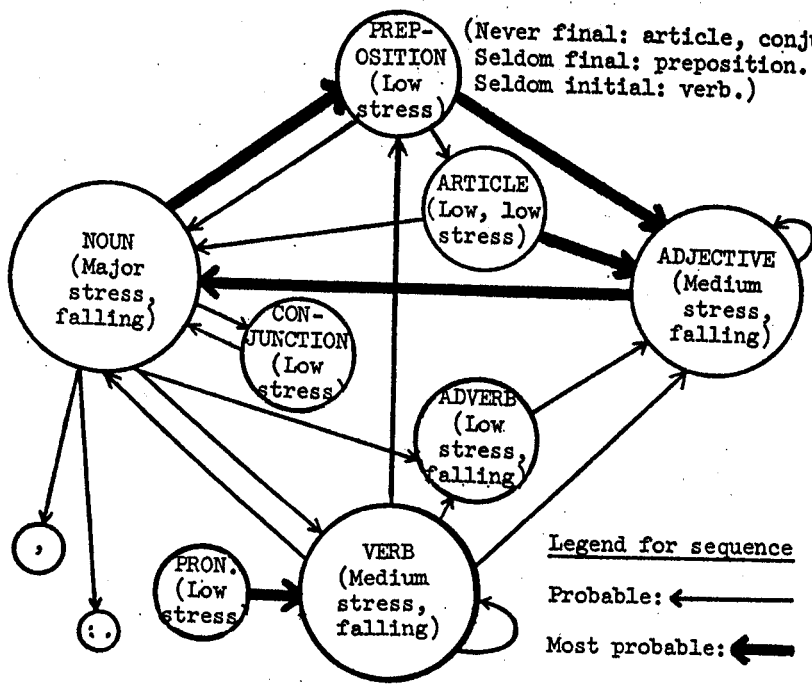 PREP-
OSITION
(Low
stress)
(Never final: article, conju
Seldom final: preposition.
Seldom initial: verb.)
ARTICLE
(Low, low
stress)
NOUN
(Major
stress,
falling)
ADJECTIVE
(Medium
stress,
falling)
CON-
JUNCTION
(Low
stress)
ADVERB
(Low
stress,
falling)
,
:.
PRON.
(Low
stress)
VERB
(Medium
stress,
falling)
Legend for sequence
Probable:
Most probable: